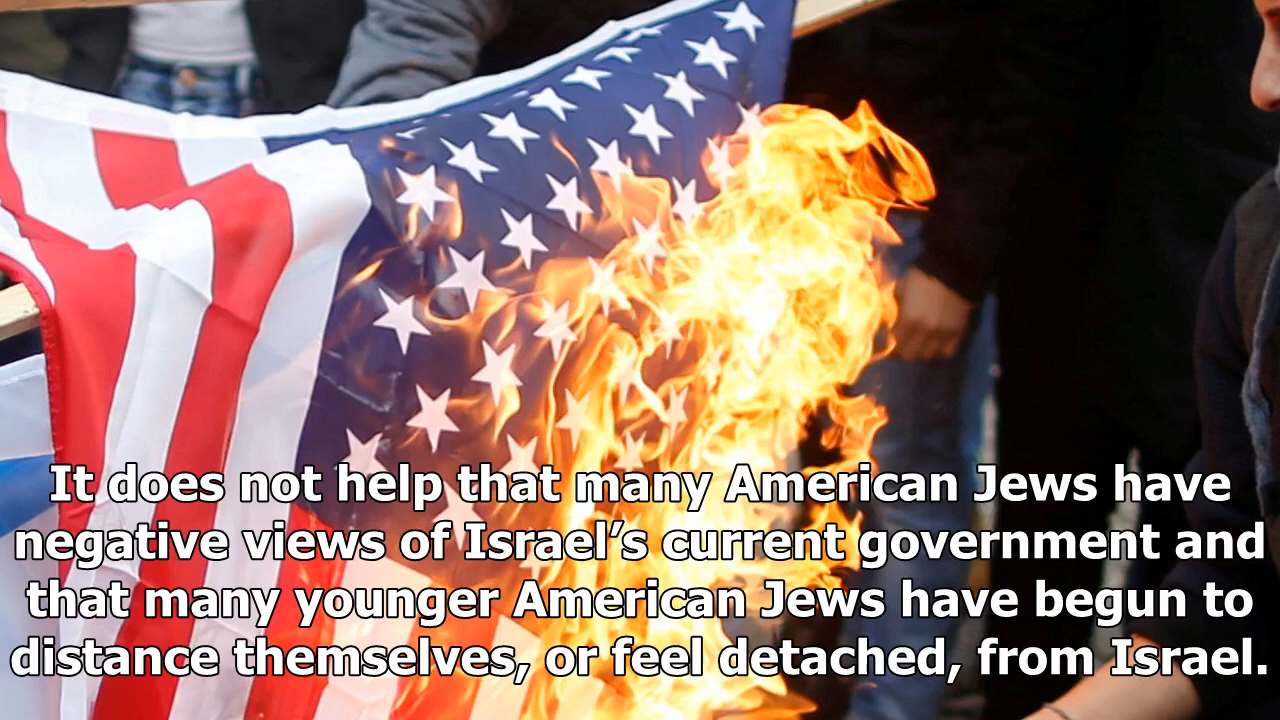 It does not help that many American Jews have
negative views of Israel’s current government and
that many younger American Jews have begun to
distance themselves, or feel detached, from Israel.